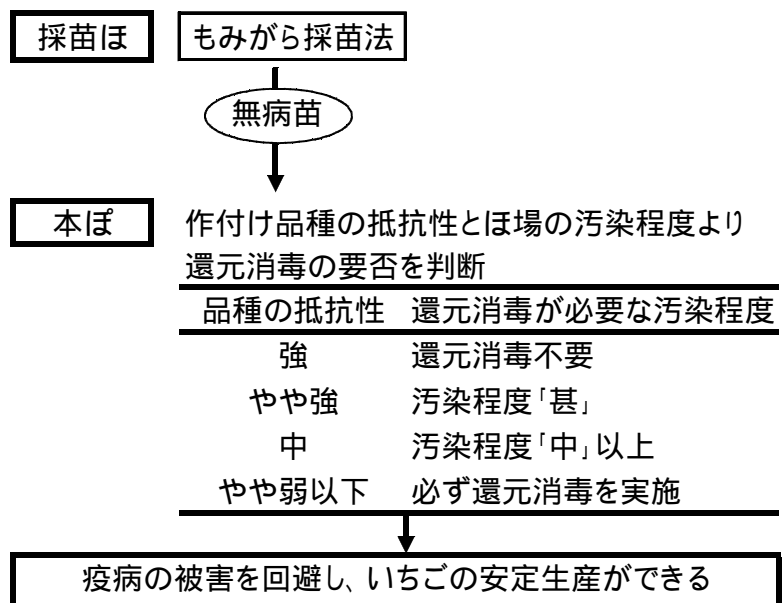 採苗ほ もみがら採苗法
無病苗
本ぽ 作付け品種の抵抗性とほ場の汚染程度より
還元消毒の要否を判断
品種の抵抗性 還元消毒が必要な汚染程度
強 還元消毒不要
やや強 汚染程度「甚」
中 汚染程度「中」以上
やや弱以下 必ず還元消毒を実施
疫病の被害を回避し、いちごの安定生産ができる